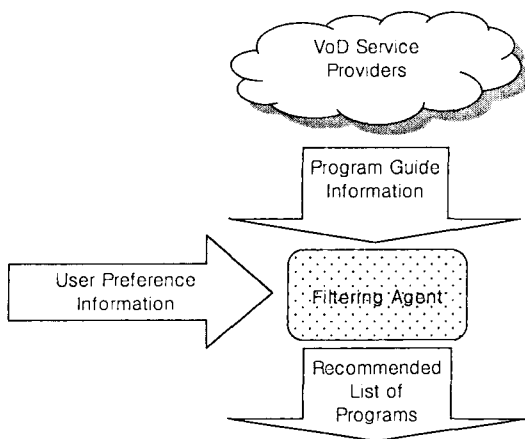 VoD Service
Providers
Program Guide
Information
User Preference
Information
Filtering Agent
Recommended
List of
Programs